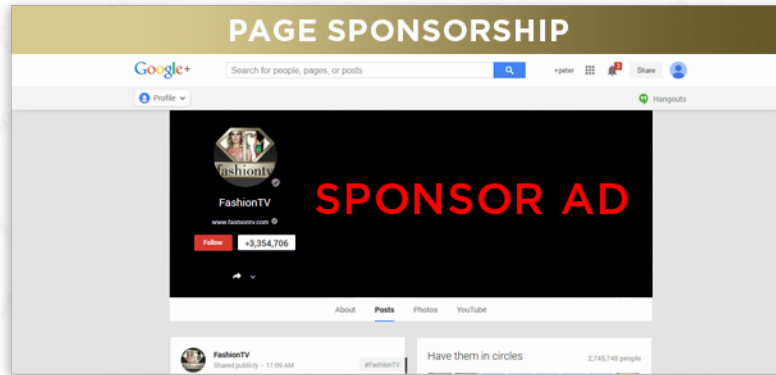 PAGE SPONSORSHIP
Google+
Search for people, pages, or posts
+peter
1
Share
Profile
Hangouts
fashiontv
FashionTV
www.fashiontv.com
SPONSOR AD
Follow
+3,354,706
About Posts Photos YouTube
FashionTV
Shared publicly - 11:09 AM
#FashionTV
Have them in circles
2,745,748 people